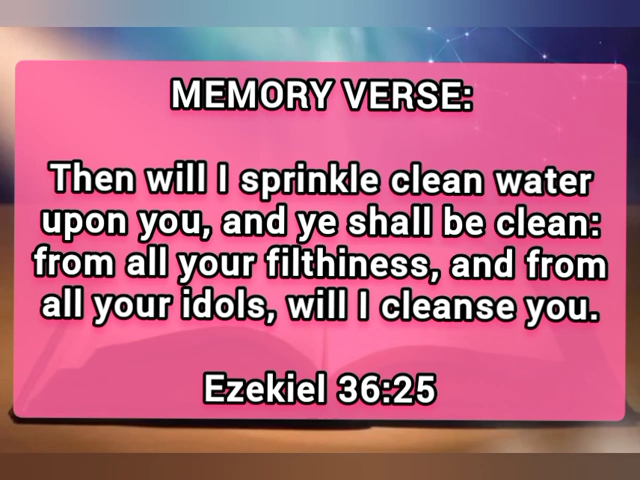 MEMORY VERSE:
Then will I sprinkle clean water
upon you, and ye shall be clean:
from all your filthiness, and from
all your idols, will I cleanse you.
Ezekiel 36:25